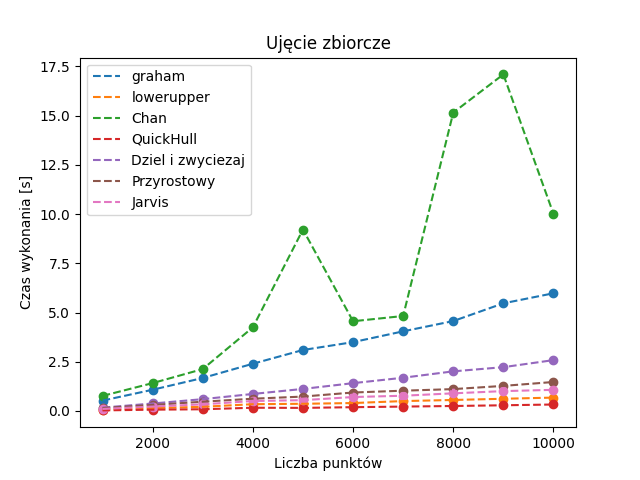 Ujęcie zbiorcze
17.5
15.0
12.5
10.0
7.5
5.0
2.5
0.0
Czas wykonania [s]
graham
lowerupper
Chan
QuickHull
Dziel i zwyciezaj
Przyrostowy
Jarvis
2000
4000
6000
8000
10000
Liczba punktów